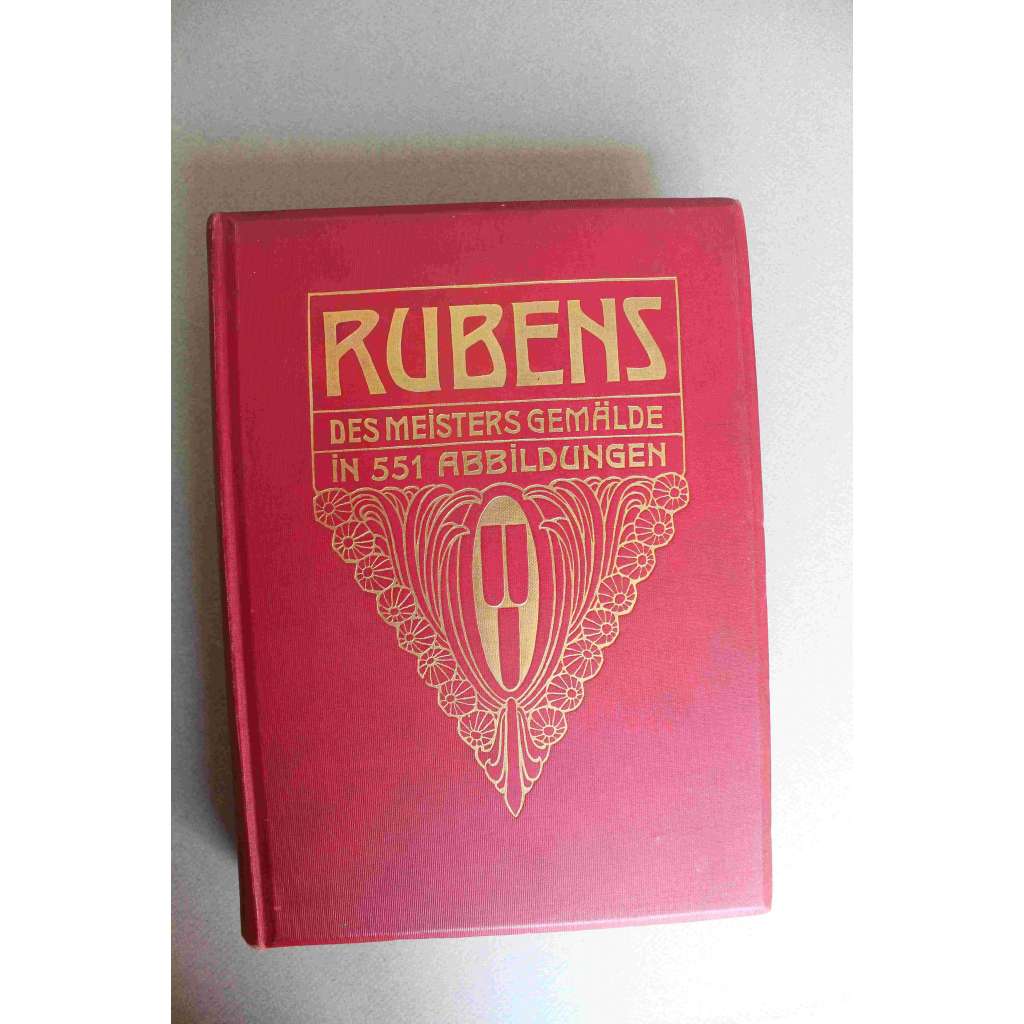 RUBENS
DES MEiSTERS GEMÄLDE
iN 551 ABBiLDUNGEN